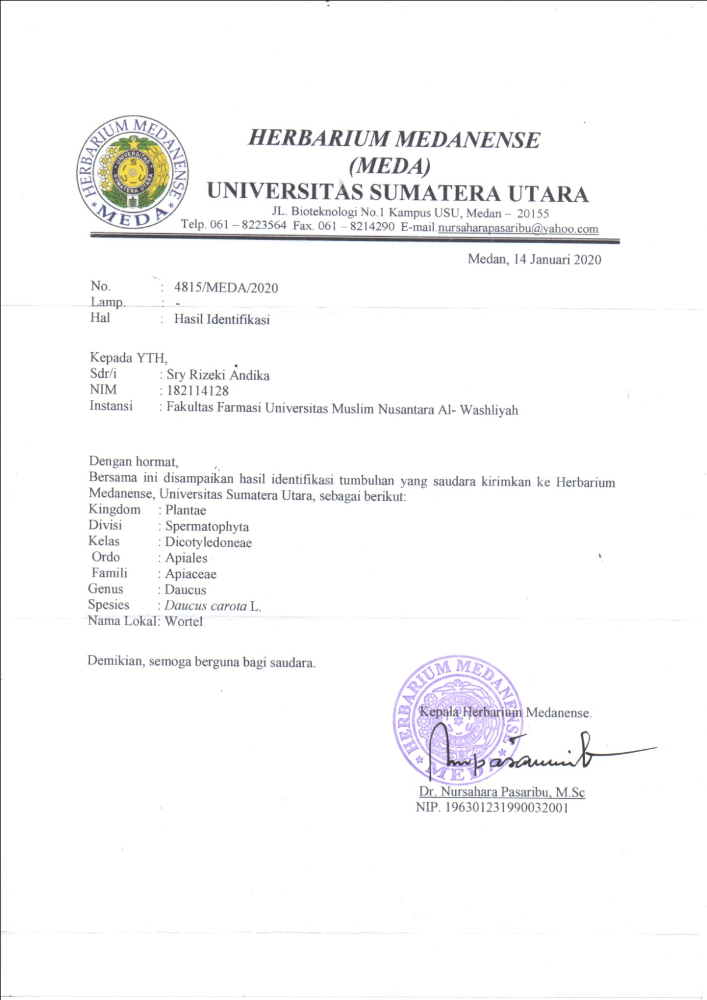 HERBARIUM MEDANENSE
MEDA
UNIVERSITAS
SUMATERA UTARA
HERBARIUM MEDANENSE
(MEDA)
UNIVERSITAS SUMATERA UTARA
JL. Bioteknologi No.1 Kampus USU, Medan – 20155
Telp. 061 – 8223564 Fax. 061 – 8214290 E-mail.nursaharapasaribu@yahoo.com
Medan, 14 Januari 2020
No. : 4815/MEDA/2020
Lamp. : -
Hal : Hasil Identifikasi
Kepada YTH,
Sdr/i : Sry Rizeki Andika
NIM : 182114128
Instansi : Fakultas Farmasi Universitas Muslim Nusantara Al- Washliyah
Dengan hormat,
Bersama ini disampaikan hasil identifikasi tumbuhan yang saudara kirimkan ke Herbarium
Medanense, Universitas Sumatera Utara, sebagai berikut:
Kingdom : Plantae
Divisi : Spermatophyta
Kelas : Dicotyledoneae
Ordo : Apiales
Famili : Apiaceae
Genus : Daucus
Spesies : Daucus carota L.
Nama Lokal: Wortel
Demikian, semoga berguna bagi saudara.
HERBARIUM MEDANENSE
MEDA
Kepala Herbarium Medanense.
Dr. Nursahara Pasaribu, M.Sc
NIP. 196301231990032001